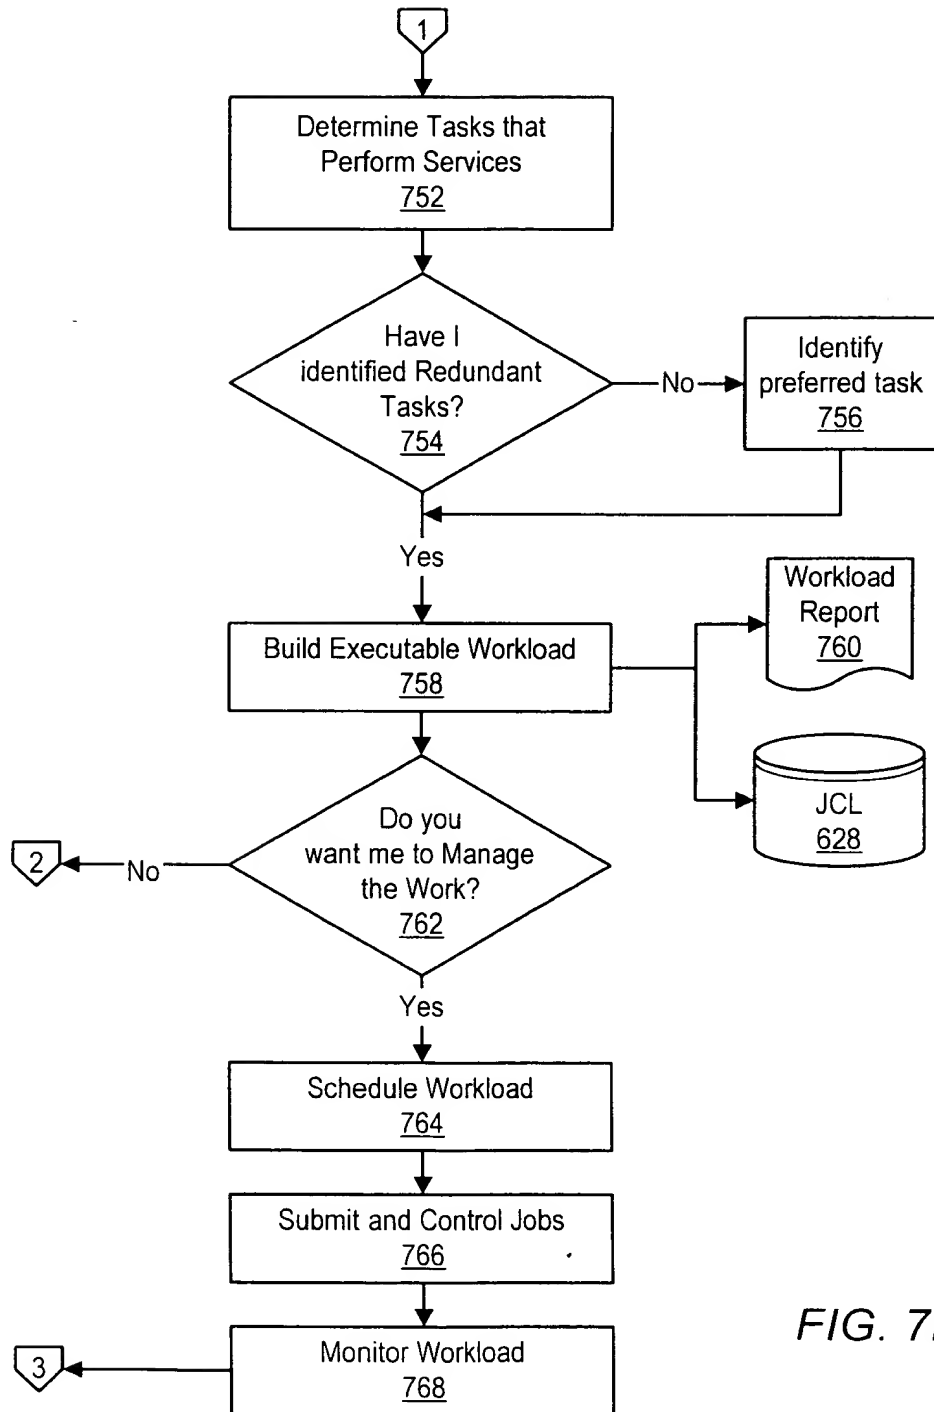 1
Determine Tasks that
Perform Services
752
Have I
identified Redundant
Tasks?
754
No
Identify
preferred task
756
Yes
Build Executable Workload
758
Workload
Report
760
JCL
628
Do you
want me to Manage
the Work?
762
No
2
Yes
Schedule Workload
764
Submit and Control Jobs
766
Monitor Workload
768
3
FIG.